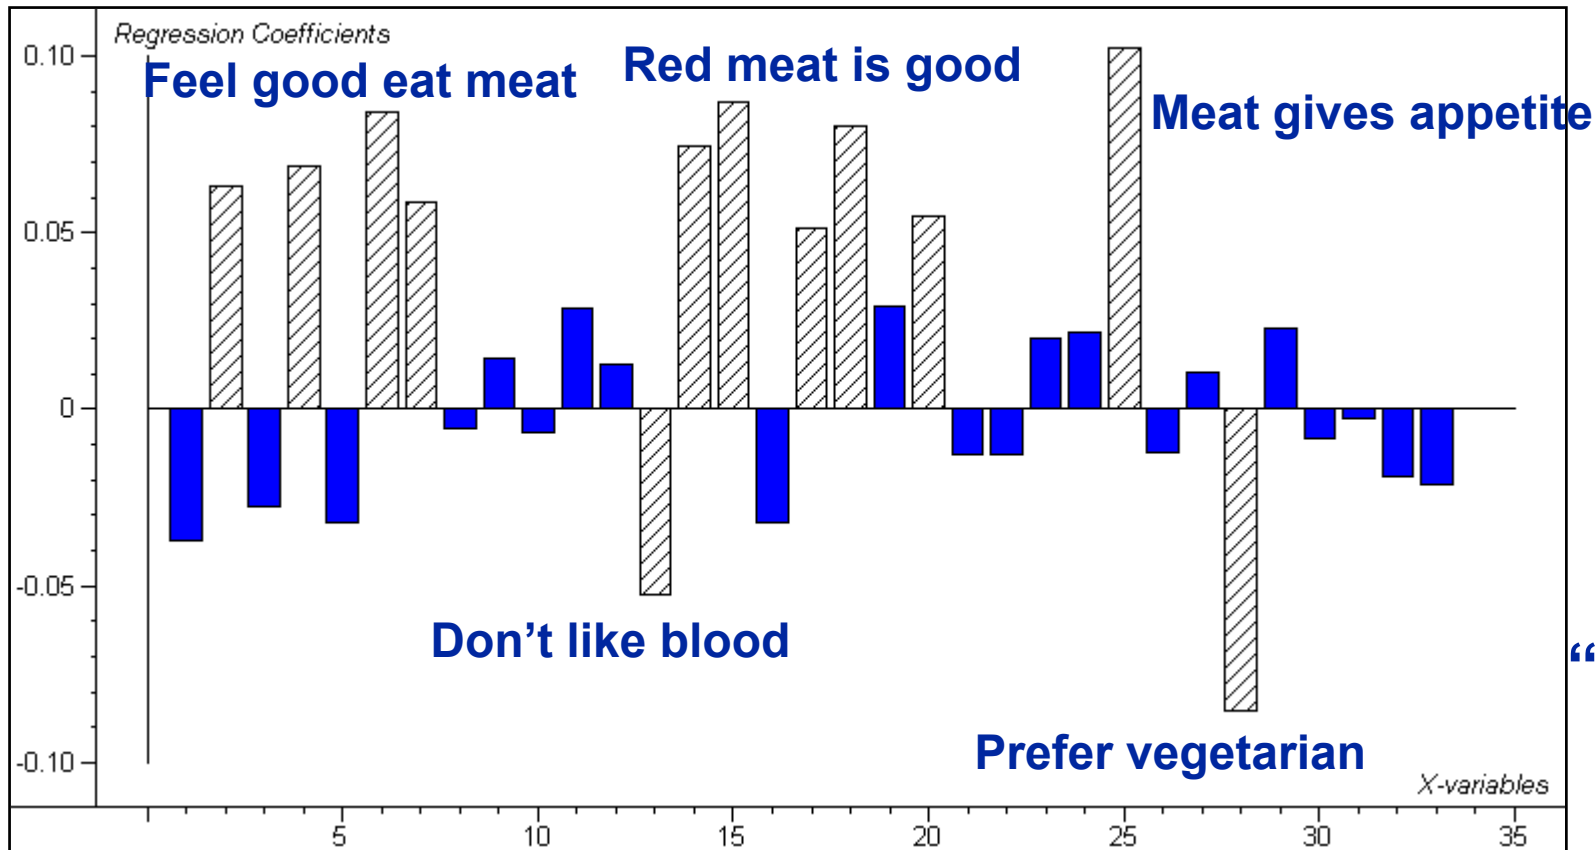 Regression Coefficients
0.10
Feel good eat meat
Red meat is good
Meat gives appetite
0.05
0
-0.05
Don’t like blood
“
Prefer vegetarian
-0.10
X-variables
5 10 15 20 25 30 35